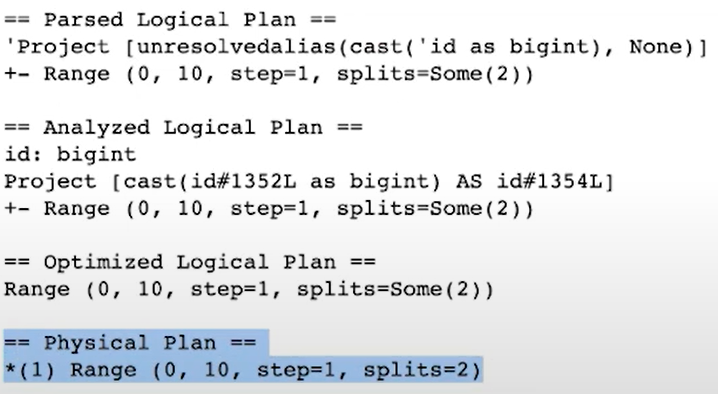 == Parsed Logical Plan ==
'Project [unresolvedalias(cast('id as bigint), None)]
+- Range (0, 10, step=1, splits=Some(2))
== Analyzed Logical Plan ==
id: bigint
Project [cast(id#1352L as bigint) AS id#1354L]
+- Range (0, 10, step=1, splits=Some(2))
== Optimized Logical Plan ==
Range (0, 10, step=1, splits=Some(2))
== Physical Plan ==
*(1) Range (0, 10, step=1, splits=2)